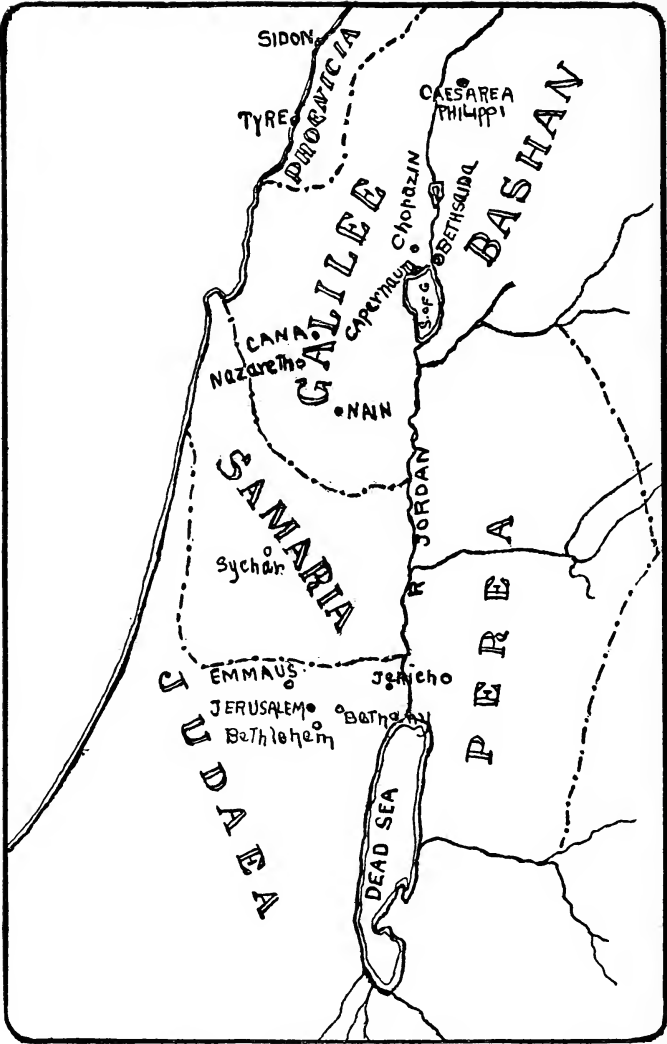 SIDON
PHOENICIA
TYRE
CAESAREA
PHILIPPI
BASHAN
Chorazin
BETHSAIDA
GALILEE
Capernaum
S. OF G
CANA
Nazareth
NAIN
SAMARIA
R JORDAN
Sychar
PEREA
EMMAUS
Jericho
JERUSALEM
Bethany
Bethlehem
JUDAEA
DEAD SEA